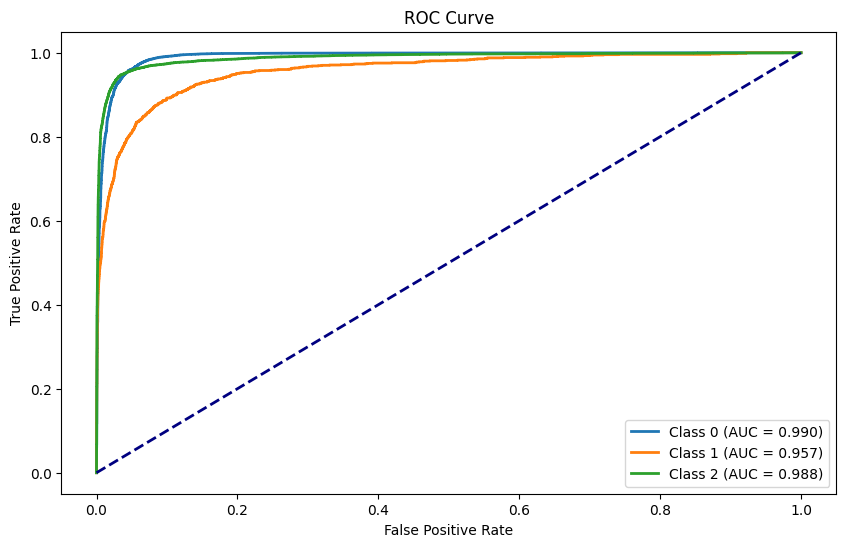 ROC Curve
True Positive Rate
1.0
0.8
0.6
0.4
0.2
0.0
0.0 0.2 0.4 0.6 0.8 1.0
False Positive Rate
Class 0 (AUC = 0.990)
Class 1 (AUC = 0.957)
Class 2 (AUC = 0.988)